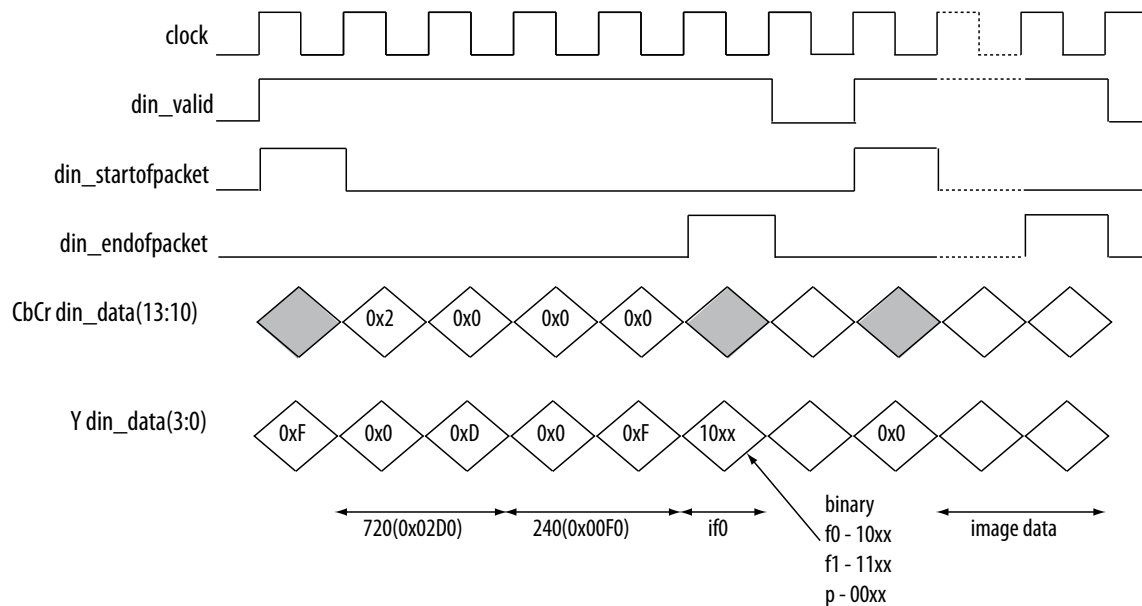 clock
din_valid
din_startofpacket
din_endofpacket
CbCr din_data(13:10)
0x2 0x0 0x0 0x0
Y din_data(3:0)
0xF 0x0 0xD 0x0 0xF 10xx 0x0
720(0x02D0) 240(0x00F0) if0 image data
binary
f0 - 10xx
f1 - 11xx
p - 00xx